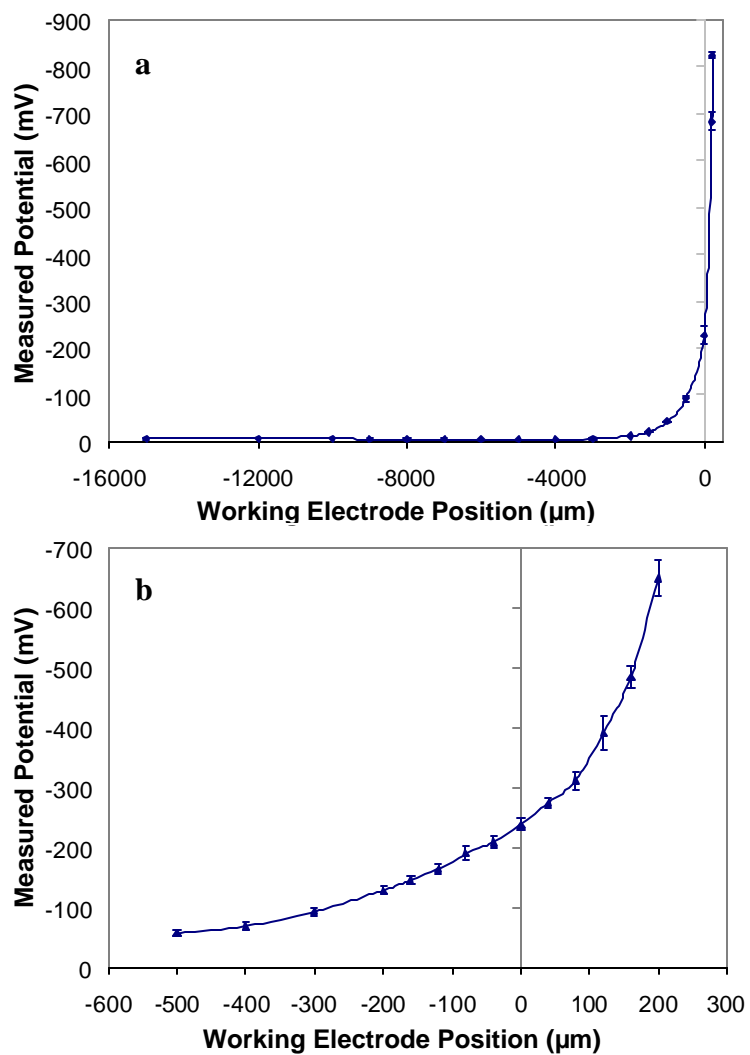 -900
-800
-700
-600
-500
-400
-300
-200
-100
0
Measured Potential (mV)
a
-16000 -12000 -8000 -4000 0
Working Electrode Position (µm)
-700
-600
-500
-400
-300
-200
-100
0
Measured Potential (mV)
b
-600 -500 -400 -300 -200 -100 0 100 200 300
Working Electrode Position (µm)